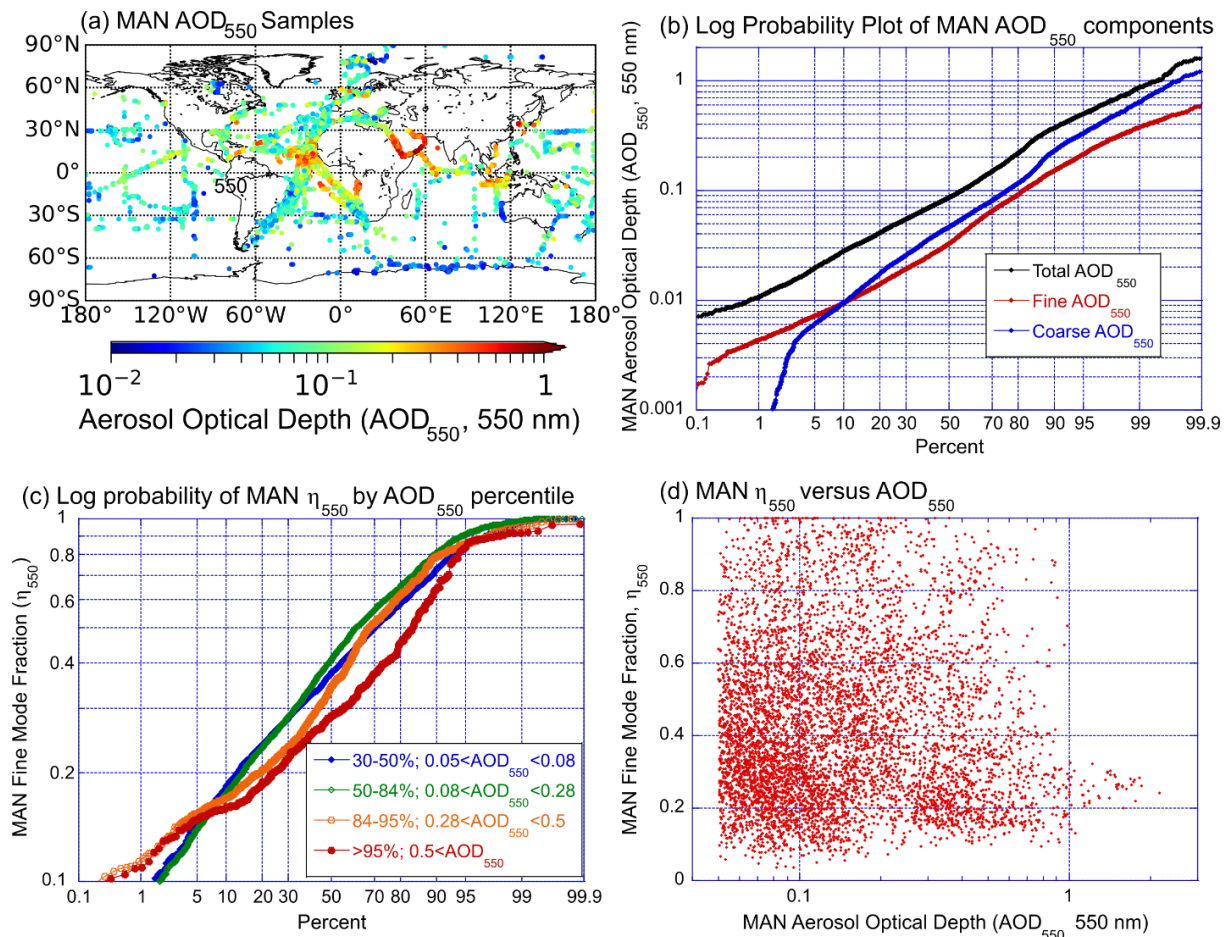 (a) MAN AOD550 Samples
90°N
60°N
30°N
0°
30°S
60°S
90°S
550
180° 120°W 60°W 0° 60°E 120°E 180°
10-2 10-1 1
Aerosol Optical Depth (AOD550, 550 nm)
(b) Log Probability Plot of MAN AOD550 components
MAN Aerosol Optical Depth (AOD550, 550 nm)
1
0.1
0.01
0.001
Total AOD550
Fine AOD550
Coarse AOD550
0.1 1 5 10 20 30 50 70 80 90 95 99 99.9
Percent
(c) Log probability of MAN η550 by AOD550 percentile
MAN Fine Mode Fraction (η550)
1
0.8
0.6
0.4
0.2
0.1
30-50%; 0.05<AOD550<0.08
50-84%; 0.08<AOD550<0.28
84-95%; 0.28<AOD550<0.5
>95%; 0.5<AOD550
0.1 1 5 10 20 30 50 70 80 90 95 99 99.9
Percent
(d) MAN η550 versus AOD550
MAN Fine Mode Fraction, η550
1
0.8
0.6
0.4
0.2
0
0.1 1
MAN Aerosol Optical Depth (AOD550, 550 nm)